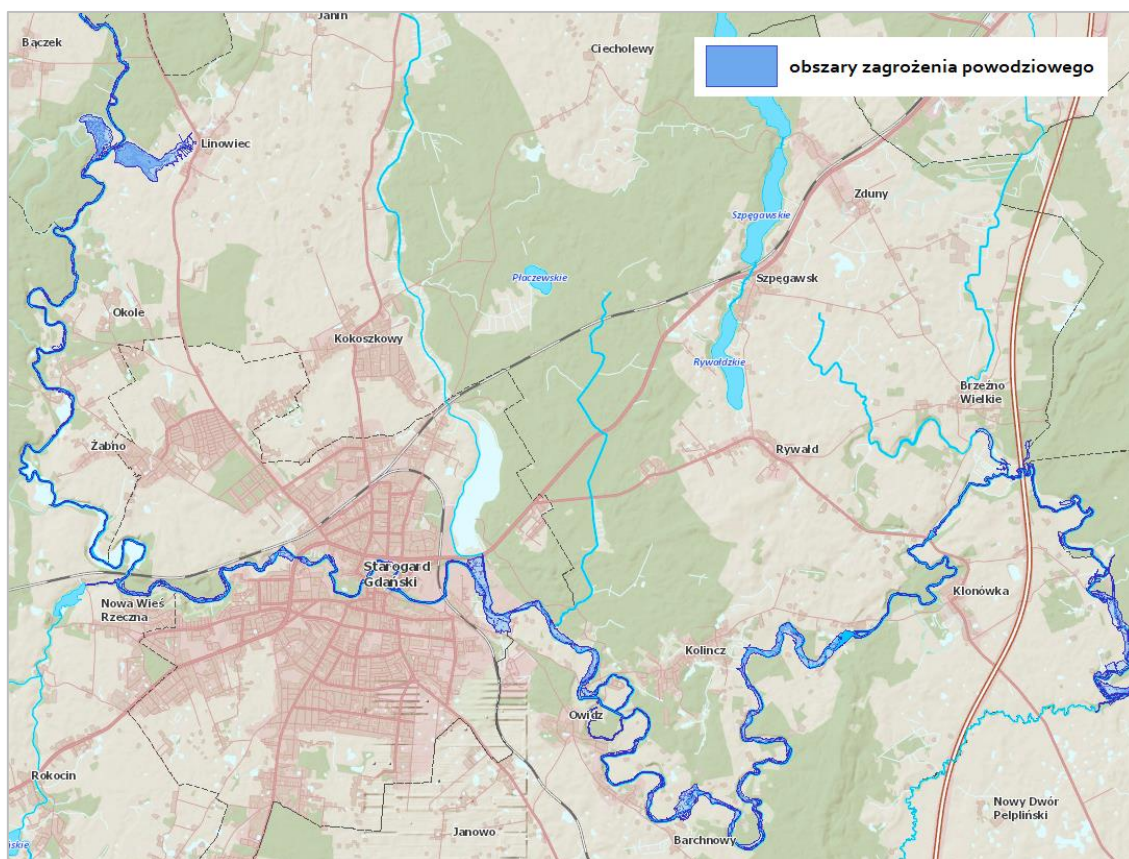 Janin
Bączek
Ciecholewy
obszary zagrożenia powodziowego
Linowiec
Zduny
Szpęgawskie
Płaczewskie
Szpęgawsk
Okole
Kokoszkowy
Rywałdzkie
Brzeźno
Wielkie
Żabno
Rywałd
Starogard
Gdański
Nowa Wieś
Rzeczna
Klonówka
Kolincz
Owidz
Rokocin
Nowy Dwór
Pelpliński
Janowo
Barchnowy